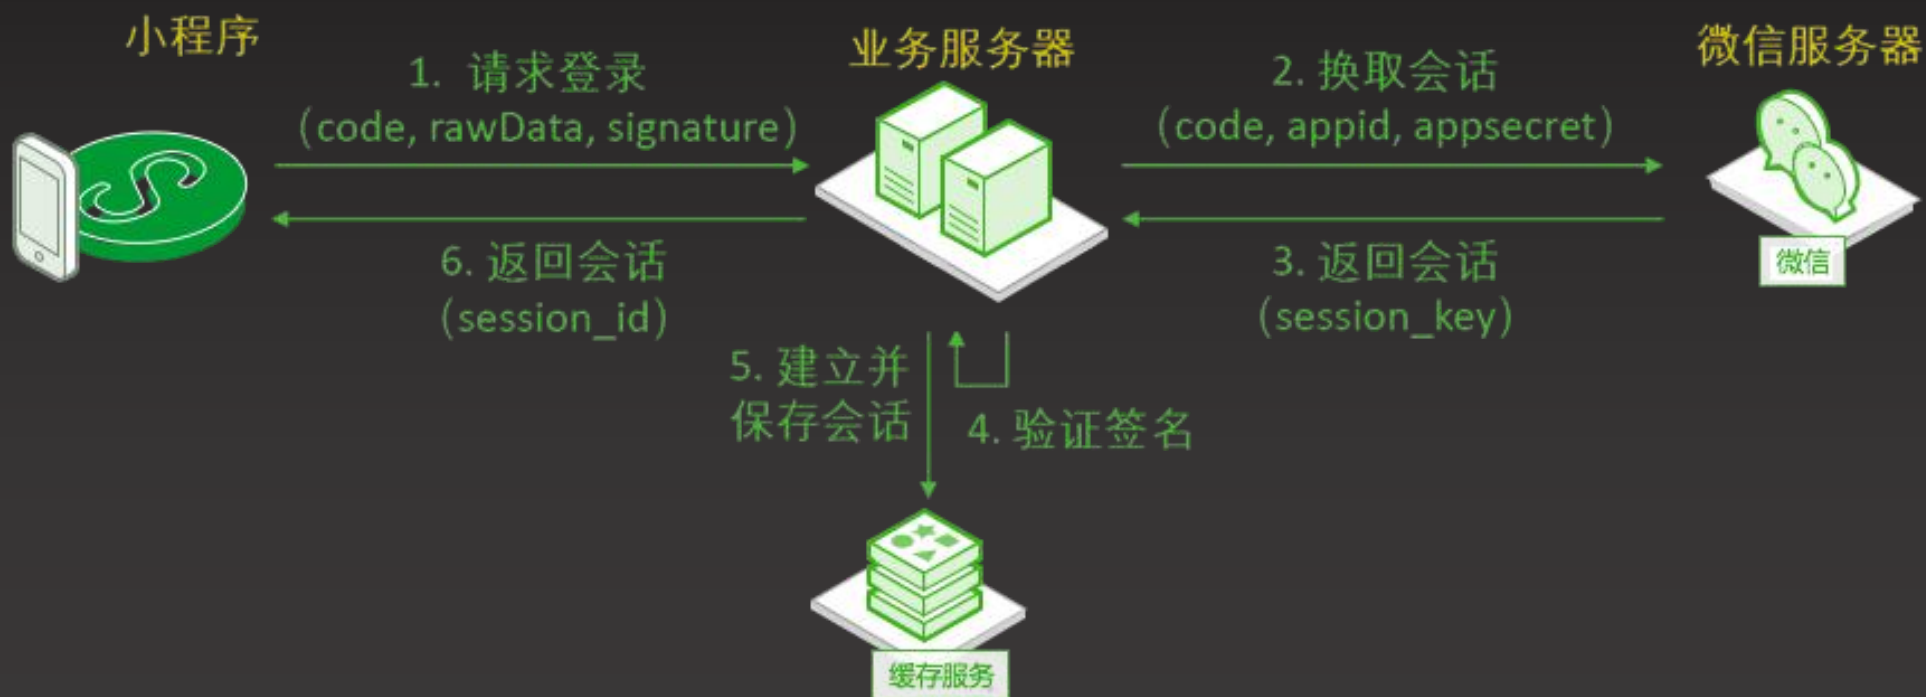 小程序
业务服务器
微信服务器
1. 请求登录
(code, rawData, signature)
2. 换取会话
(code, appid, appsecret)
6. 返回会话
(session_id)
3. 返回会话
(session_key)
微信
5. 建立并
保存会话
4. 验证签名
缓存服务